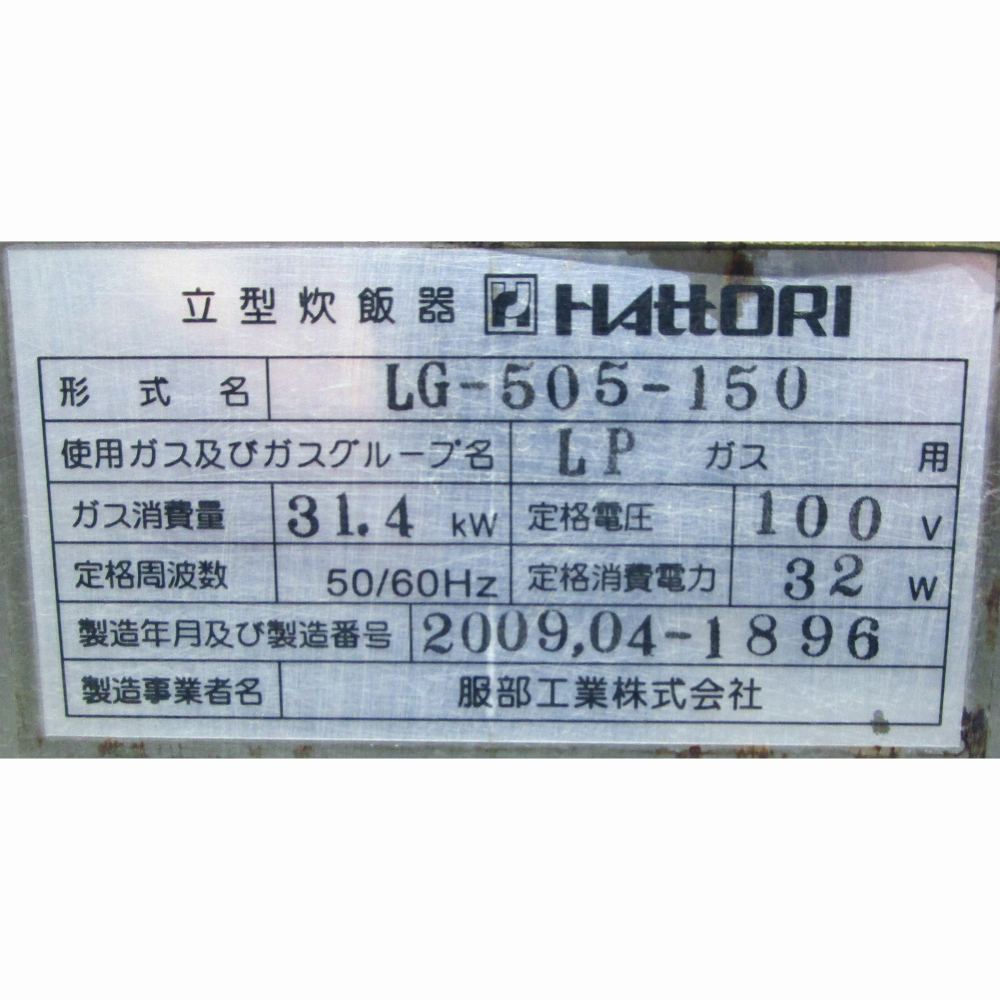 立型炊飯器 HAttORI
形式名 LG-505-150
使用ガス及びガスグループ名 LP ガス 用
ガス消費量 31.4 kW 定格電圧 100 V
定格周波数 50/60Hz 定格消費電力 32 W
製造年月及び製造番号 2009,04-1896
製造事業者名 服部工業株式会社